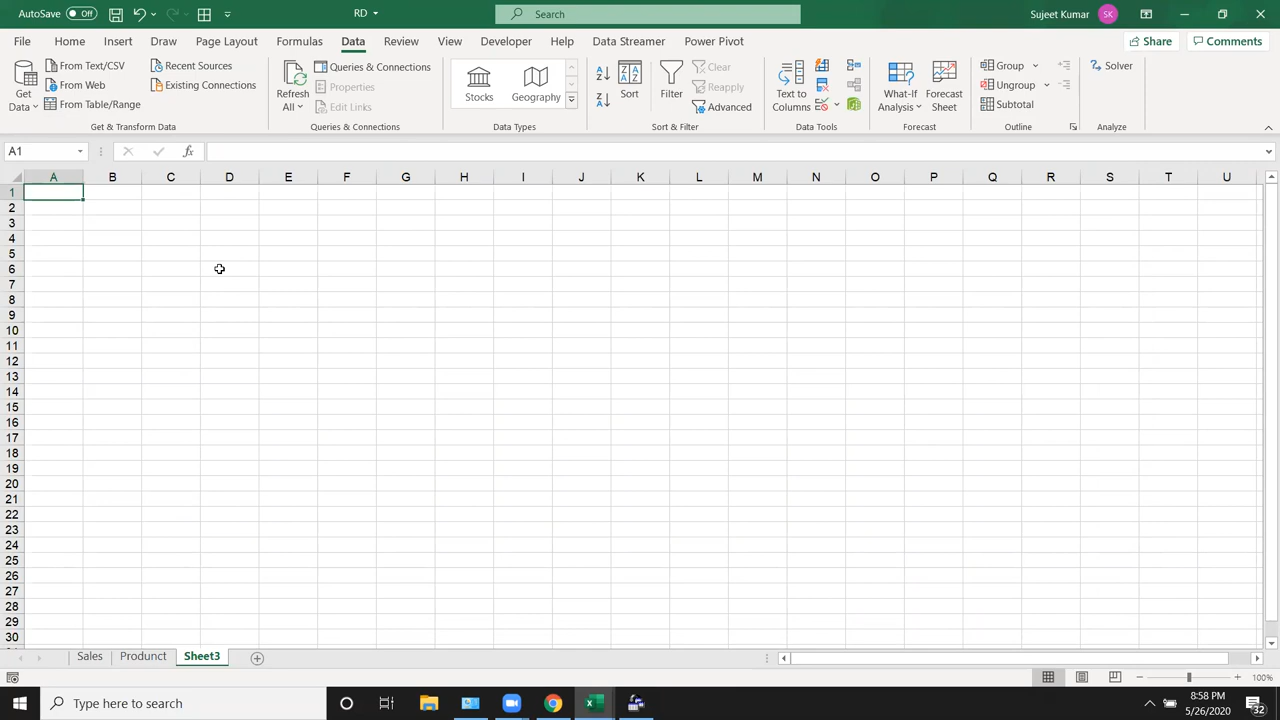 AutoSave Off RD Search Sujeet Kumar SK
File Home Insert Draw Page Layout Formulas Data Review View Developer Help Data Streamer Power Pivot Share Comments
Get Data
From Text/CSV
From Web
From Table/Range
Recent Sources
Existing Connections
Get & Transform Data
Refresh All
Queries & Connections
Properties
Edit Links
Queries & Connections
Stocks Geography
Data Types
Sort
Filter
Clear
Reapply
Advanced
Sort & Filter
Text to Columns
Data Tools
What-If Analysis
Forecast Sheet
Forecast
Group
Ungroup
Subtotal
Outline
Solver
Analyze
A1 fx
A B C D E F G H I J K L M N O P Q R S T U
1
2
3
4
5
6
7
8
9
10
11
12
13
14
15
16
17
18
19
20
21
22
23
24
25
26
27
28
29
30
Sales Produnct Sheet3
100%
Type here to search
8:58 PM
5/26/2020
32